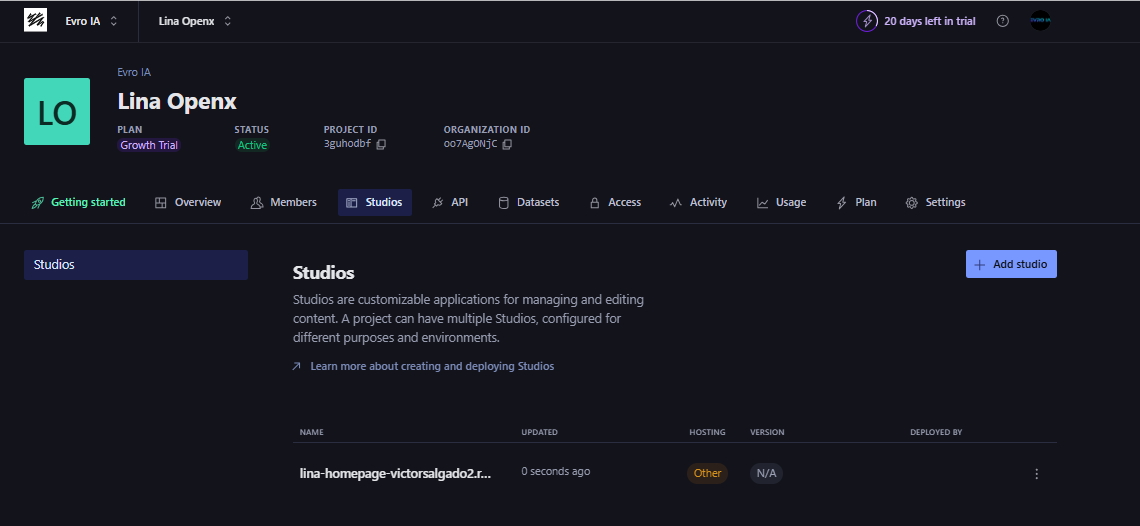 Evro IA
Lina Openx
20 days left in trial
Evro IA
LO
Lina Openx
PLAN STATUS PROJECT ID ORGANIZATION ID
Growth Trial Active 3guhodbf oo7AgONjC
Getting started Overview Members Studios API Datasets Access Activity Usage Plan Settings
Studios
Studios
Add studio
Studios are customizable applications for managing and editing
content. A project can have multiple Studios, configured for
different purposes and environments.
Learn more about creating and deploying Studios
NAME UPDATED HOSTING VERSION DEPLOYED BY
lina-homepage-victorsalgado2.r... 0 seconds ago Other N/A